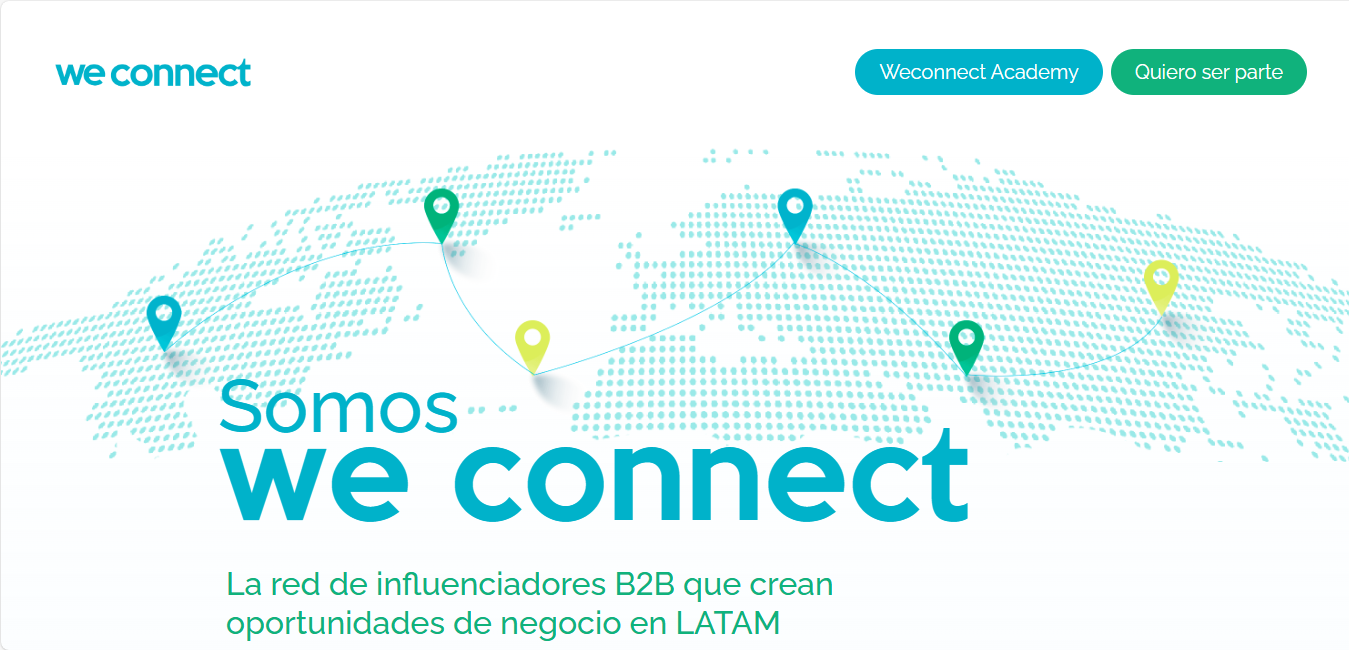 we connect
Weconnect Academy
Quiero ser parte
Somos
we connect
La red de influenciadores B2B que crean
oportunidades de negocio en LATAM